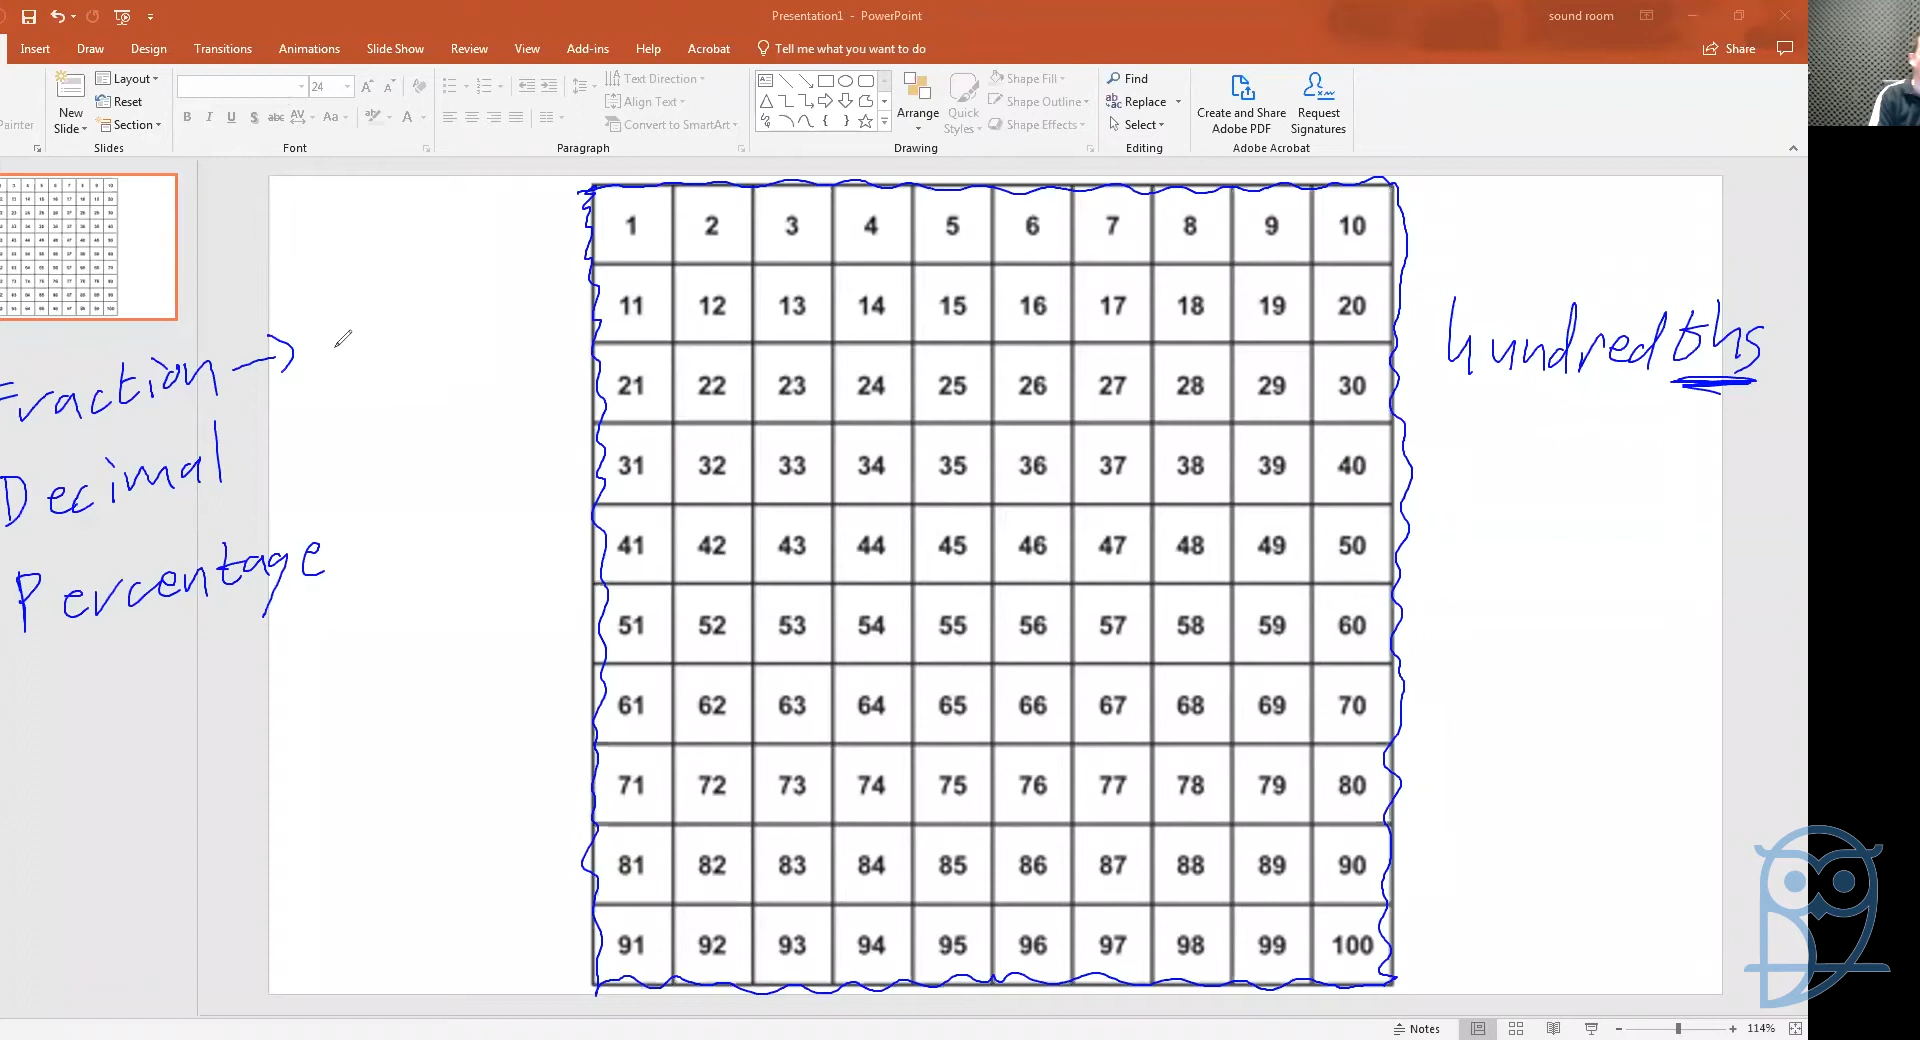 Presentation1 - PowerPoint
sound room
Insert Draw Design Transitions Animations Slide Show Review View Add-ins Help Acrobat Tell me what you want to do Share
Layout Text Direction Shape Fill Find
New Slide Reset 24 Align Text Arrange Quick Styles Shape Outline Replace Create and Share Adobe PDF Request Signatures
Painter Section B I U S abc AV Aa A Convert to SmartArt Shape Effects Select
Slides Font Paragraph Drawing Editing Adobe Acrobat
1 2 3 4 5 6 7 8 9 10
11 12 13 14 15 16 17 18 19 20
21 22 23 24 25 26 27 28 29 30
31 32 33 34 35 36 37 38 39 40
41 42 43 44 45 46 47 48 49 50
51 52 53 54 55 56 57 58 59 60
61 62 63 64 65 66 67 68 69 70
71 72 73 74 75 76 77 78 79 80
81 82 83 84 85 86 87 88 89 90
91 92 93 94 95 96 97 98 99 100
Fraction →
Decimal
Percentage
hundredths
Notes 114%